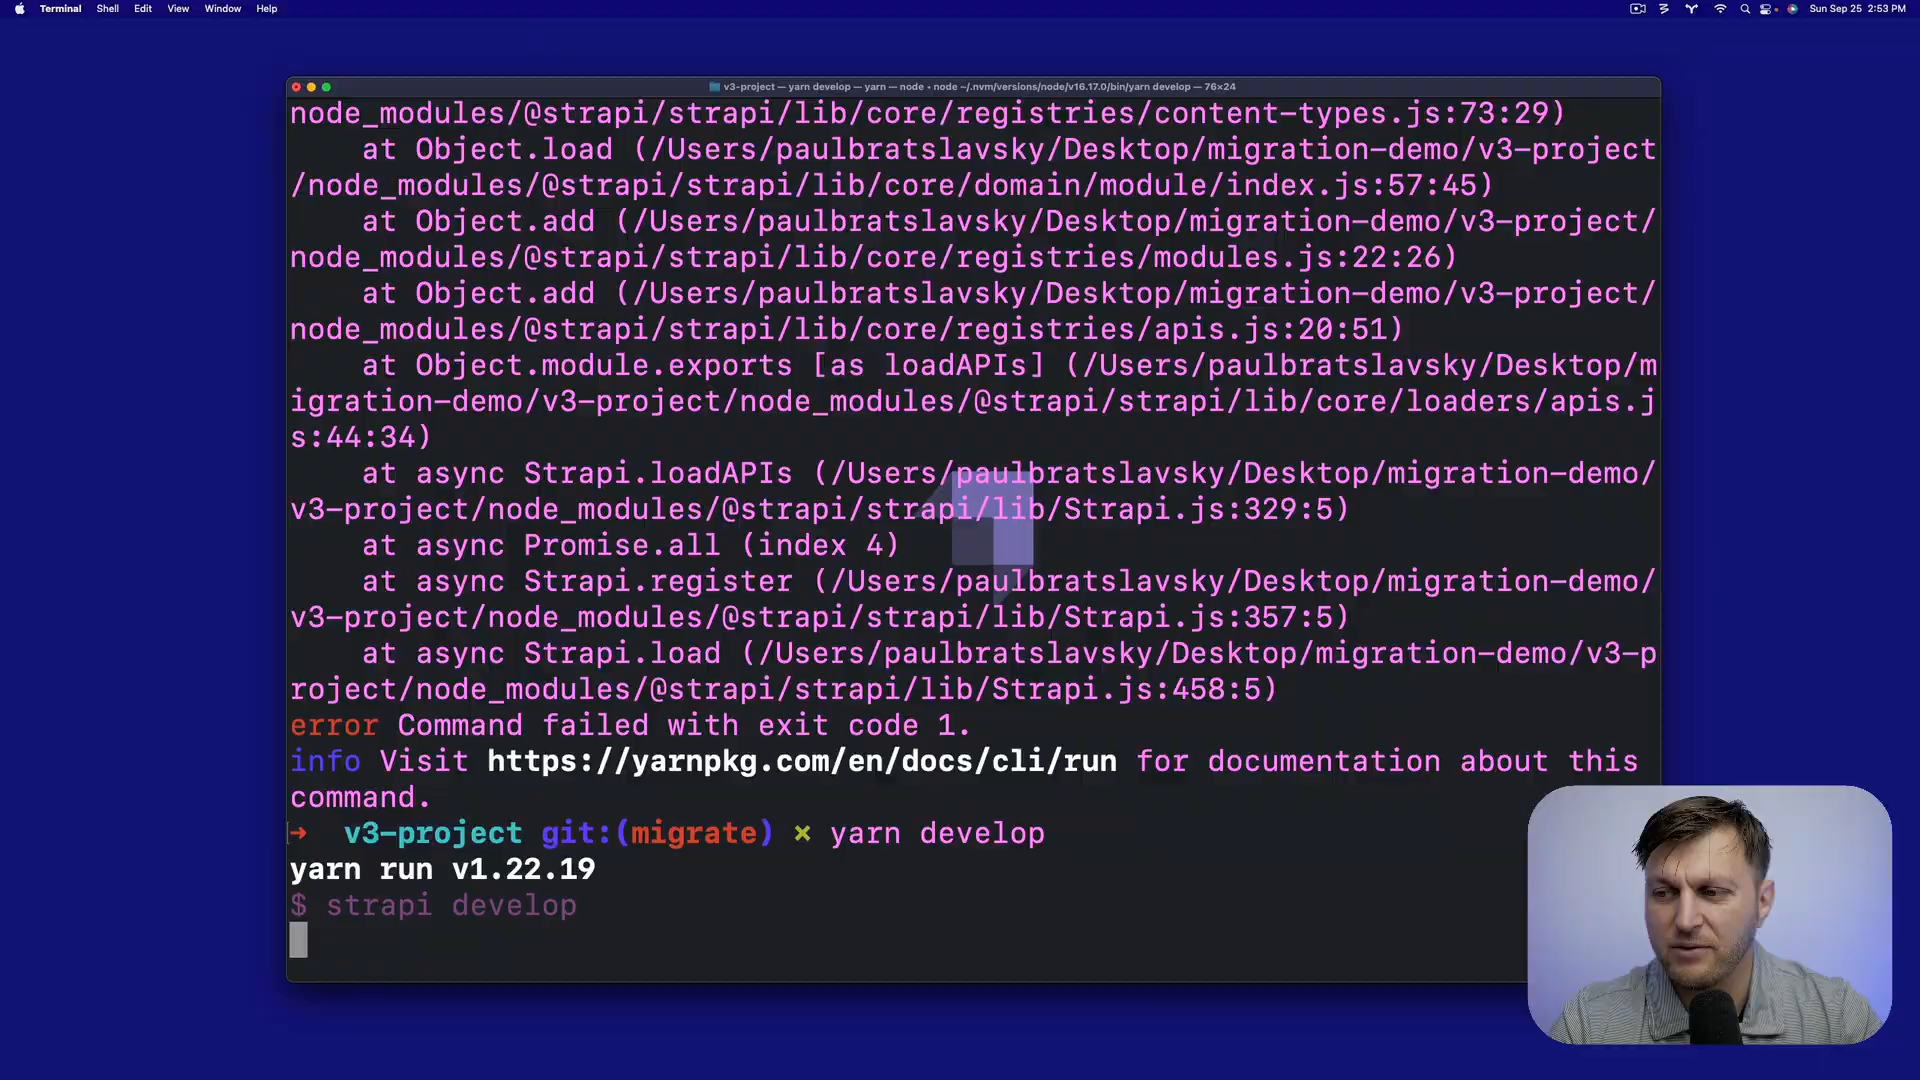 Terminal Shell Edit View Window Help Sun Sep 25 2:53 PM
v3-project — yarn develop — yarn — node • node ~/.nvm/versions/node/v16.17.0/bin/yarn develop — 76×24
node_modules/@strapi/strapi/lib/core/registries/content-types.js:73:29)
at Object.load (/Users/paulbratslavsky/Desktop/migration-demo/v3-project
/node_modules/@strapi/strapi/lib/core/domain/module/index.js:57:45)
at Object.add (/Users/paulbratslavsky/Desktop/migration-demo/v3-project/
node_modules/@strapi/strapi/lib/core/registries/modules.js:22:26)
at Object.add (/Users/paulbratslavsky/Desktop/migration-demo/v3-project/
node_modules/@strapi/strapi/lib/core/registries/apis.js:20:51)
at Object.module.exports [as loadAPIs] (/Users/paulbratslavsky/Desktop/m
igration-demo/v3-project/node_modules/@strapi/strapi/lib/core/loaders/apis.j
s:44:34)
at async Strapi.loadAPIs (/Users/paulbratslavsky/Desktop/migration-demo/
v3-project/node_modules/@strapi/strapi/lib/Strapi.js:329:5)
at async Promise.all (index 4)
at async Strapi.register (/Users/paulbratslavsky/Desktop/migration-demo/
v3-project/node_modules/@strapi/strapi/lib/Strapi.js:357:5)
at async Strapi.load (/Users/paulbratslavsky/Desktop/migration-demo/v3-p
roject/node_modules/@strapi/strapi/lib/Strapi.js:458:5)
error Command failed with exit code 1.
info Visit https://yarnpkg.com/en/docs/cli/run for documentation about this
command.
→ v3-project git:(migrate) × yarn develop
yarn run v1.22.19
$ strapi develop